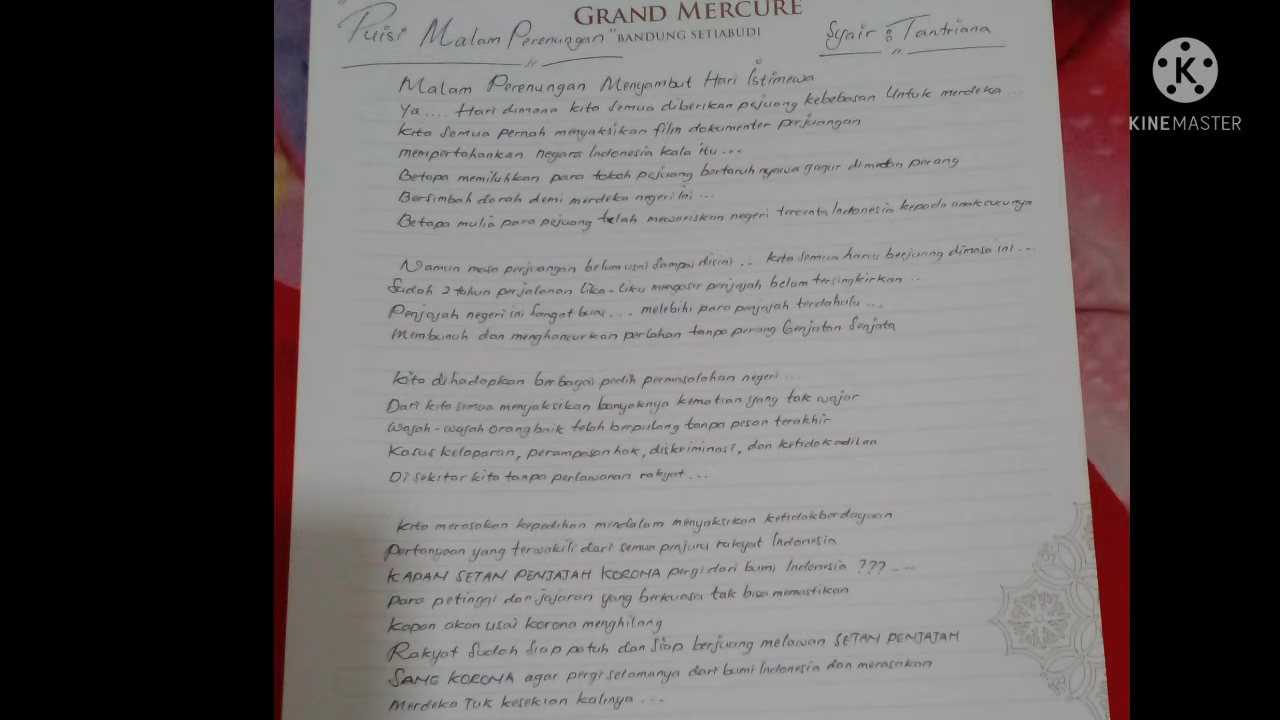 GRAND MERCURE
BANDUNG SETIABUDI
"Puisi Malam Perenungan"
Syair : Tantriana
KINEMASTER
Malam Perenungan Menyambut Hari Istimewa
Ya .... Hari dimana kita semua diberikan pejuang kebebasan Untuk merdeka ...
Kita semua pernah menyaksikan film dokumenter perjuangan
mempertahankan negara Indonesia kala itu ...
Betapa memiluhkan para tokoh pejuang bertaruh nyawa gugur dimedan perang
Bersimbah darah demi merdeka negeri ini ...
Betapa mulia para pejuang telah mewariskan negeri tercinta Indonesia kepada anak cucunya
Namun masa perjuangan belum usai sampai disini ... kita semua harus berjuang dimasa ini ...
Sudah 2 tahun perjalanan lika-liku mengusir penjajah belum tersingkirkan ...
Penjajah negeri ini sangat buas ... melebihi para penjajah terdahulu ...
Membunuh dan menghancurkan perlahan tanpa perang Genjatan Senjata
Kita dihadapkan berbagai pedih permasalahan negeri ...
Dari kita semua menyaksikan banyaknya kematian yang tak wajar
Wajah-wajah orang baik telah berpulang tanpa pesan terakhir
Kasus kelaparan, perampasan hak, diskriminasi, dan ketidakadilan
Di sekitar kita tanpa perlawanan rakyat ...
Kita merasakan kepedihan mendalam menyaksikan ketidakberdayaan
Pertanyaan yang terwakili dari semua penjuru rakyat Indonesia
KAPAN SETAN PENJAJAH KORONA pergi dari bumi Indonesia ??? ...
Para petinggi dan jajaran yang berkuasa tak bisa memastikan
Kapan akan usai korona menghilang
Rakyat sudah siap patuh dan siap berjuang melawan SETAN PENJAJAH
SANG KORONA agar pergi selamanya dari bumi Indonesia dan merasakan
Merdeka Tuk kesekian kalinya ...